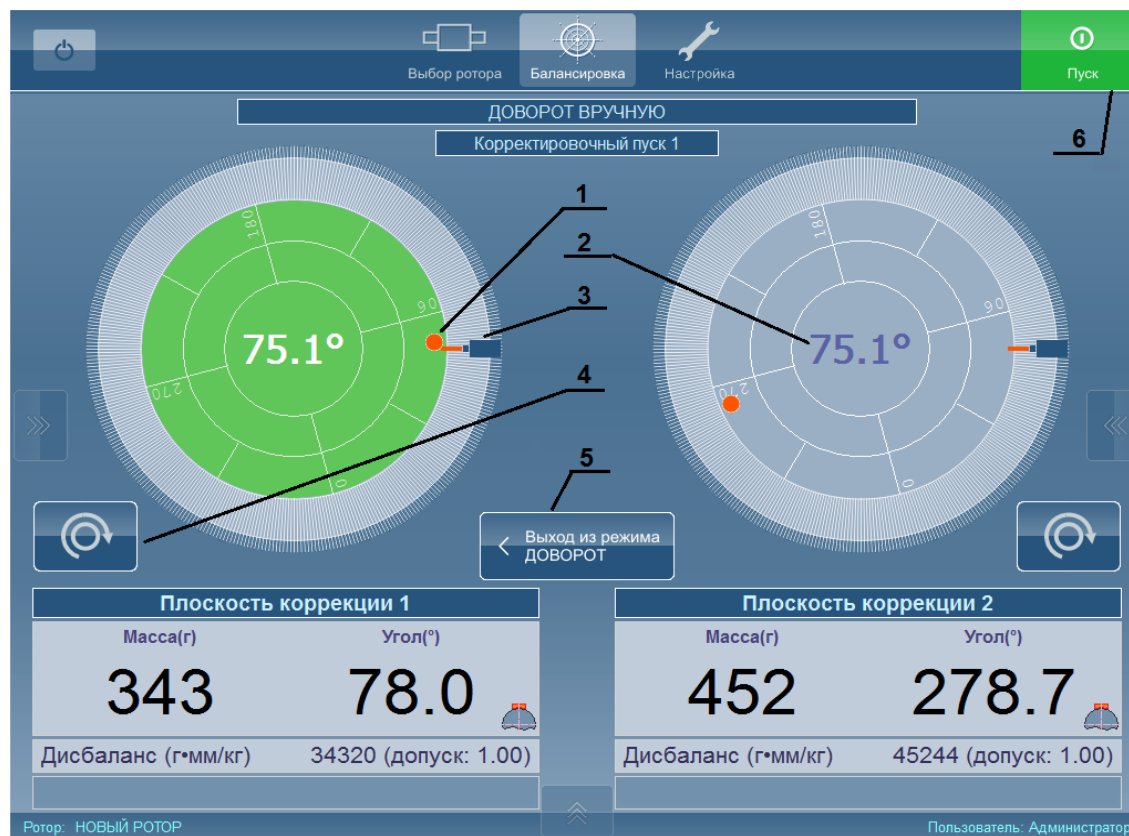 Выбор ротора
Балансировка
Настройка
Пуск
ДОВОРОТ ВРУЧНУЮ
Корректировочный пуск 1
6
1
2
3
4
5
180
90
75.1°
270
0
180
90
75.1°
270
0
Выход из режима
ДОВОРОТ
Плоскость коррекции 1
Масса(г) Угол(°)
343 78.0
Дисбаланс (г•мм/кг) 34320 (допуск: 1.00)
Плоскость коррекции 2
Масса(г) Угол(°)
452 278.7
Дисбаланс (г•мм/кг) 45244 (допуск: 1.00)
Ротор: НОВЫЙ РОТОР
Пользователь: Администратор